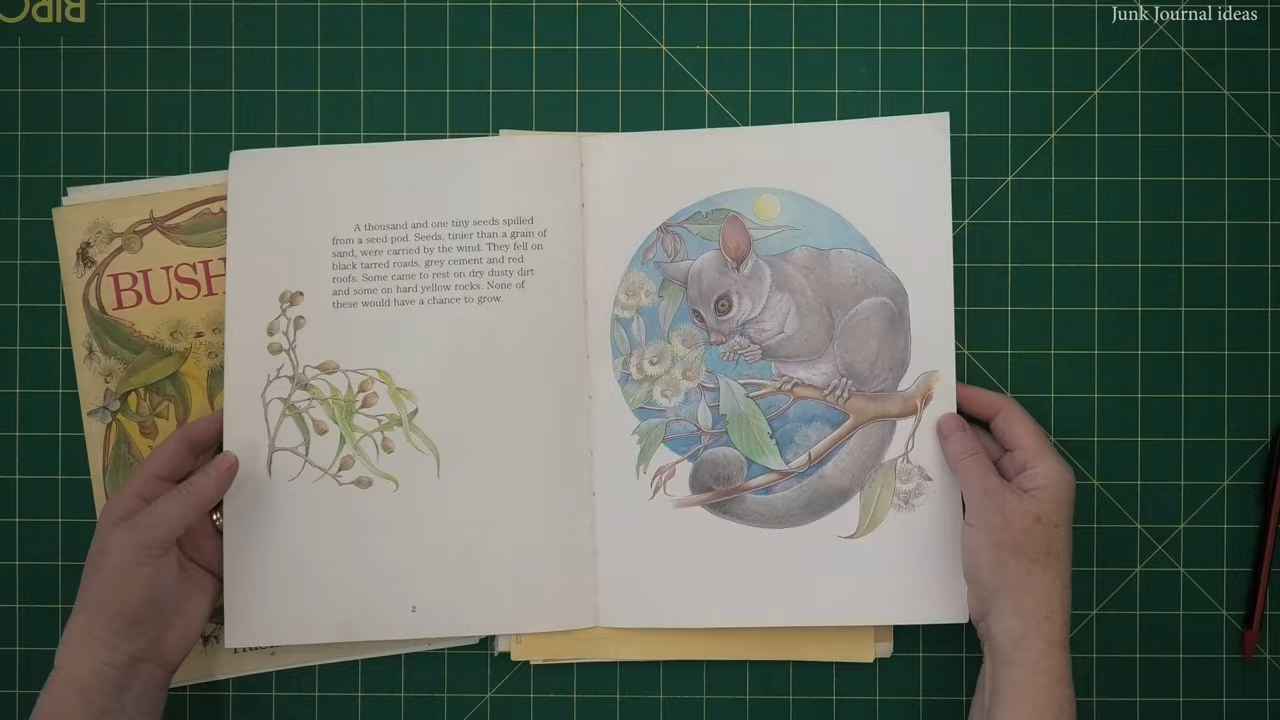 Junk Journal ideas
BUSH
A thousand and one tiny seeds spilled
from a seed pod. Seeds, tinier than a grain of
sand, were carried by the wind. They fell on
black tarred roads, grey cement and red
roofs. Some came to rest on dry dusty dirt
and some on hard yellow rocks. None of
these would have a chance to grow.
2